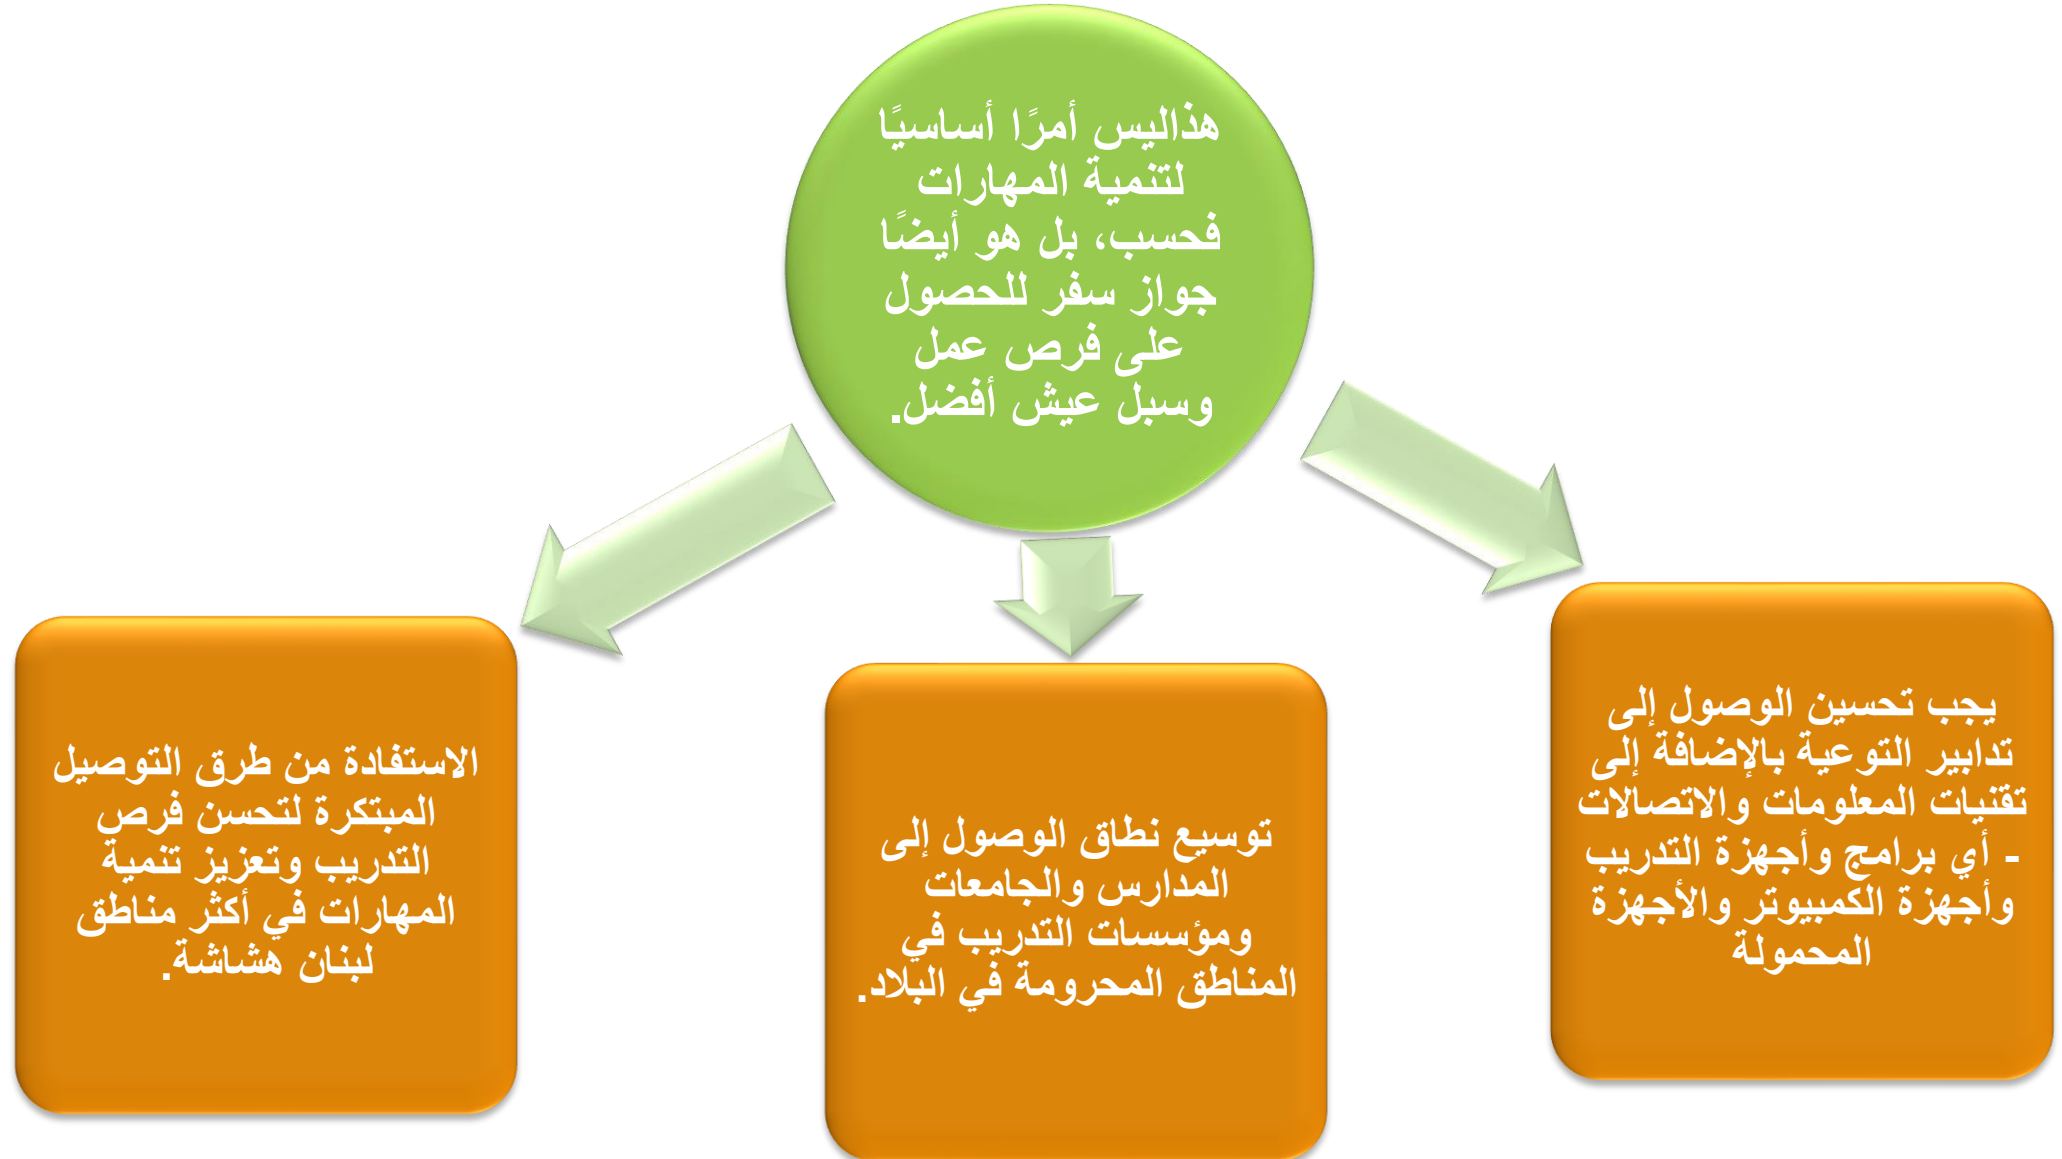 هذاليس أمرًا أساسيًا
لتنمية المهارات
فحسب، بل هو أيضًا
جواز سفر للحصول
على فرص عمل
وسبل عيش أفضل.
يجب تحسين الوصول إلى
تدابير التوعية بالإضافة إلى
تقنيات المعلومات والاتصالات
- أي برامج وأجهزة التدريب
وأجهزة الكمبيوتر والأجهزة
المحمولة
توسيع نطاق الوصول إلى
المدارس والجامعات
ومؤسسات التدريب في
المناطق المحرومة في البلاد.
الاستفادة من طرق التوصيل
المبتكرة لتحسن فرص
التدريب وتعزيز تنمية
المهارات في أكثر مناطق
لبنان هشاشة.